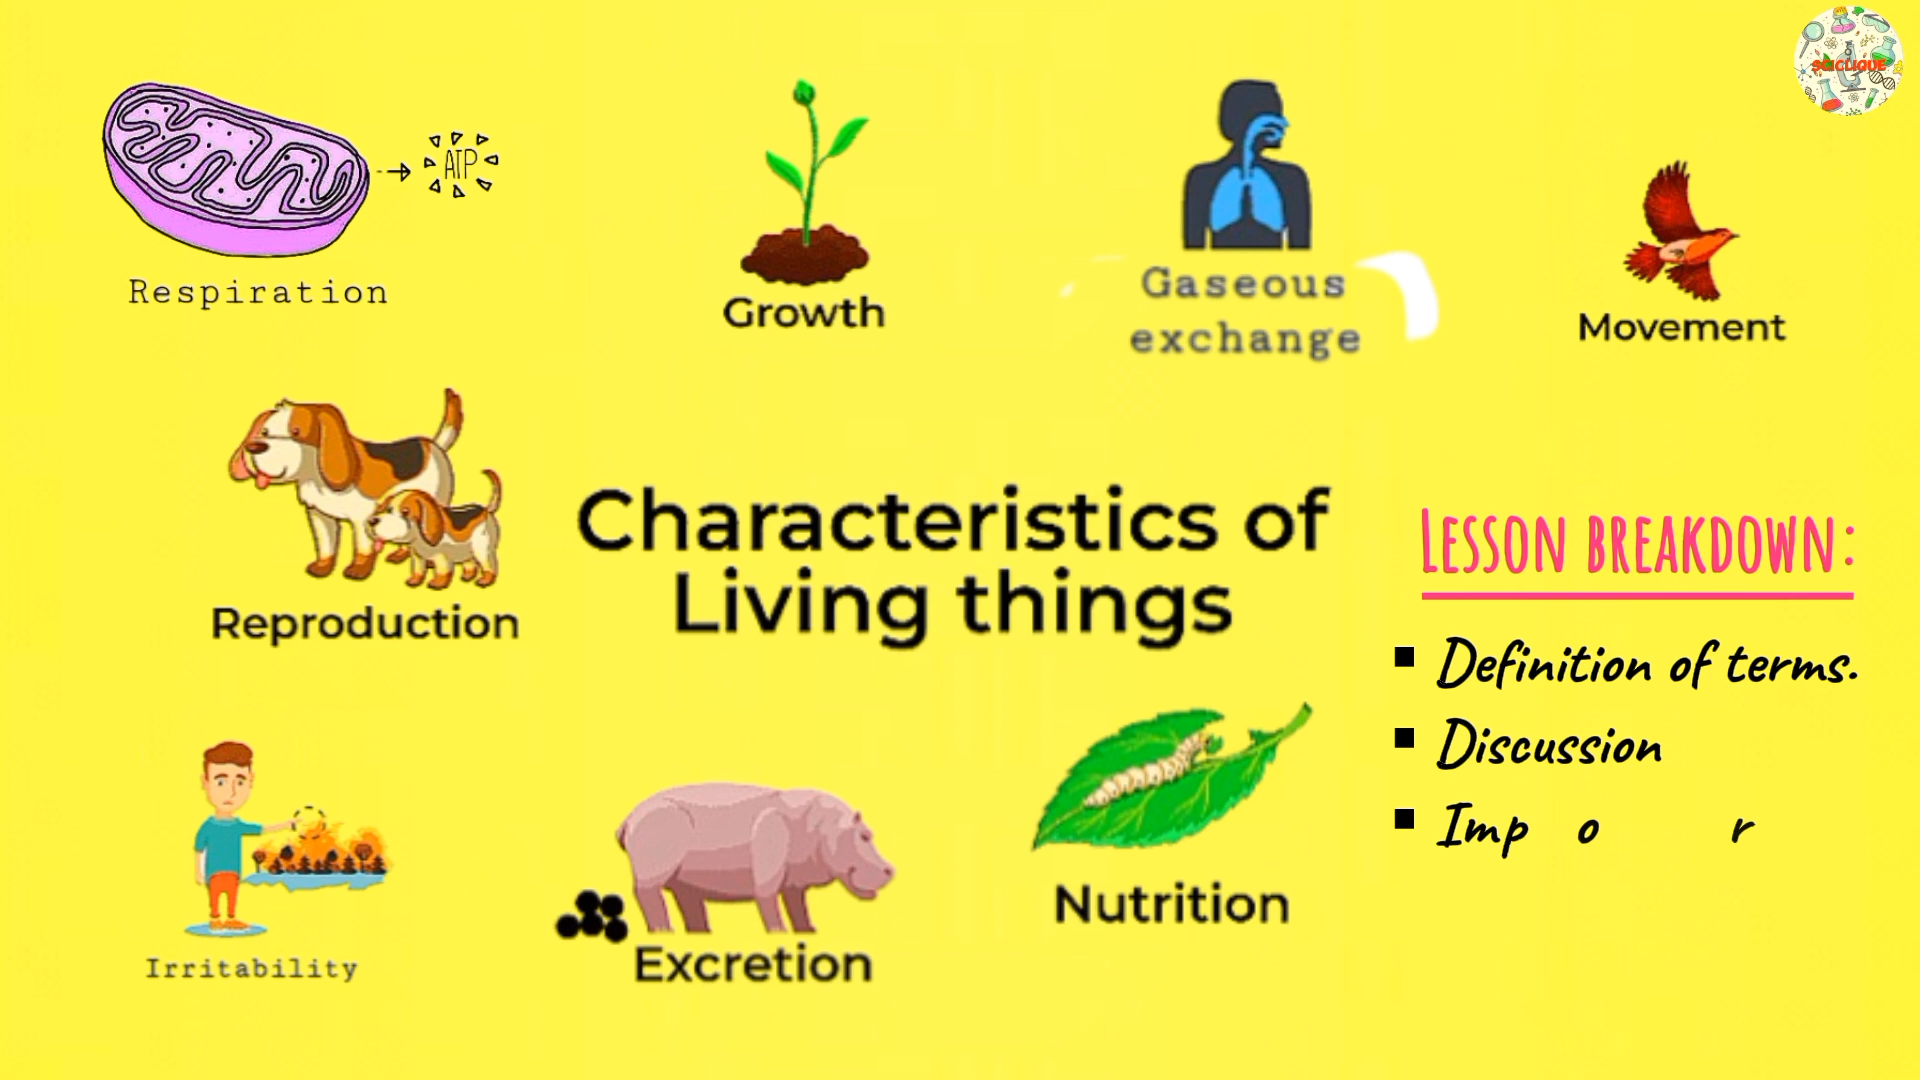 SCICLIQUE
ATP
Respiration
Growth
Gaseous
exchange
Movement
Reproduction
Characteristics of
Living things
Lesson breakdown:
Definition of terms.
Discussion
Imp o r
Irritability
Excretion
Nutrition